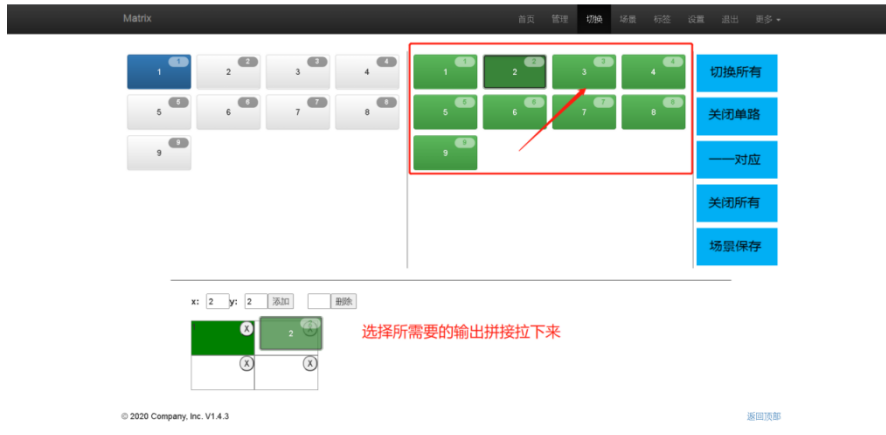 Matrix 首页 管理 切换 场景 标签 设置 退出 更多
1 1 2 2 3 3 4 4
5 5 6 6 7 7 8 8
9 9
1 1 2 2 3 3 4 4
5 5 6 6 7 7 8 8
9 9
切换所有
关闭单路
一一对应
关闭所有
场景保存
x: 2 y: 2 添加 删除
X 2
X X
选择所需要的输出拼接拉下来
© 2020 Company, Inc. V1.4.3 返回顶部